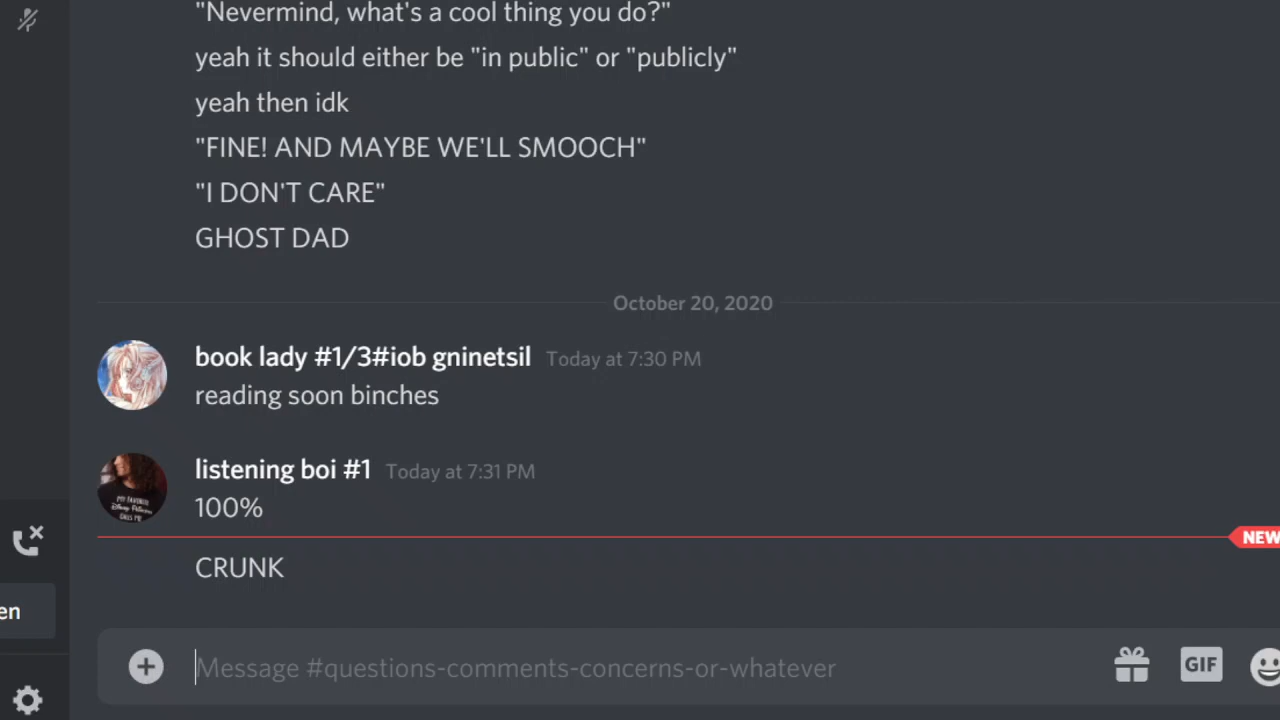 "Nevermind, what's a cool thing you do?"
yeah it should either be "in public" or "publicly"
yeah then idk
"FINE! AND MAYBE WE'LL SMOOCH"
"I DON'T CARE"
GHOST DAD
October 20, 2020
book lady #1/3#iob gninetsil Today at 7:30 PM
reading soon binches
listening boi #1 Today at 7:31 PM
100%
NEW
CRUNK
en
Message #questions-comments-concerns-or-whatever
GIF